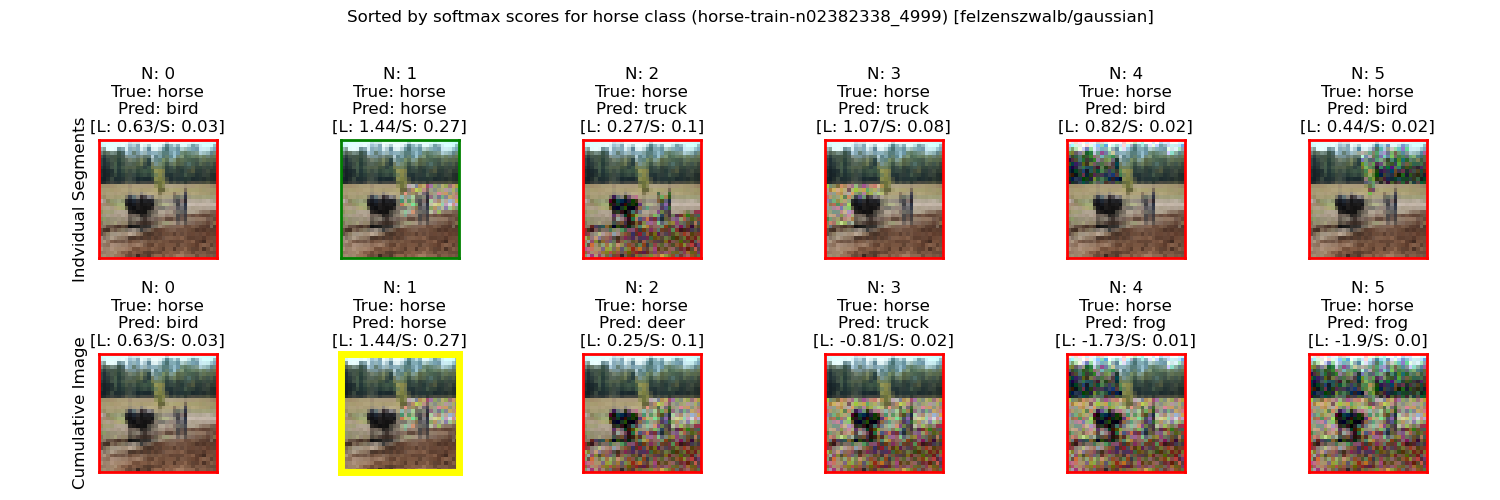 Sorted by softmax scores for horse class (horse-train-n02382338_4999) [felzenszwalb/gaussian]
Indvidual Segments
N: 0
True: horse
Pred: bird
[L: 0.63/S: 0.03]
N: 1
True: horse
Pred: horse
[L: 1.44/S: 0.27]
N: 2
True: horse
Pred: truck
[L: 0.27/S: 0.1]
N: 3
True: horse
Pred: truck
[L: 1.07/S: 0.08]
N: 4
True: horse
Pred: bird
[L: 0.82/S: 0.02]
N: 5
True: horse
Pred: bird
[L: 0.44/S: 0.02]
Cumulative Image
N: 0
True: horse
Pred: bird
[L: 0.63/S: 0.03]
N: 1
True: horse
Pred: horse
[L: 1.44/S: 0.27]
N: 2
True: horse
Pred: deer
[L: 0.25/S: 0.1]
N: 3
True: horse
Pred: truck
[L: -0.81/S: 0.02]
N: 4
True: horse
Pred: frog
[L: -1.73/S: 0.01]
N: 5
True: horse
Pred: frog
[L: -1.9/S: 0.0]